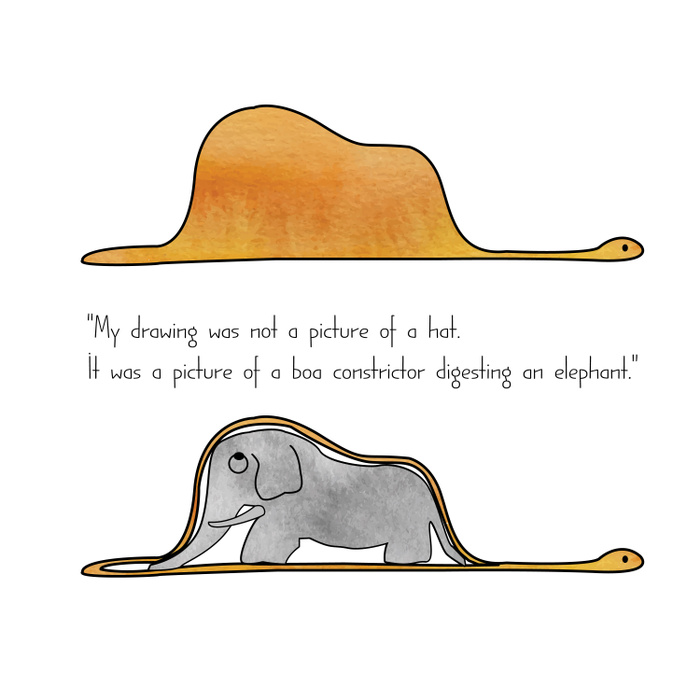 "My drawing was not a picture of a hat.
It was a picture of a boa constrictor digesting an elephant."